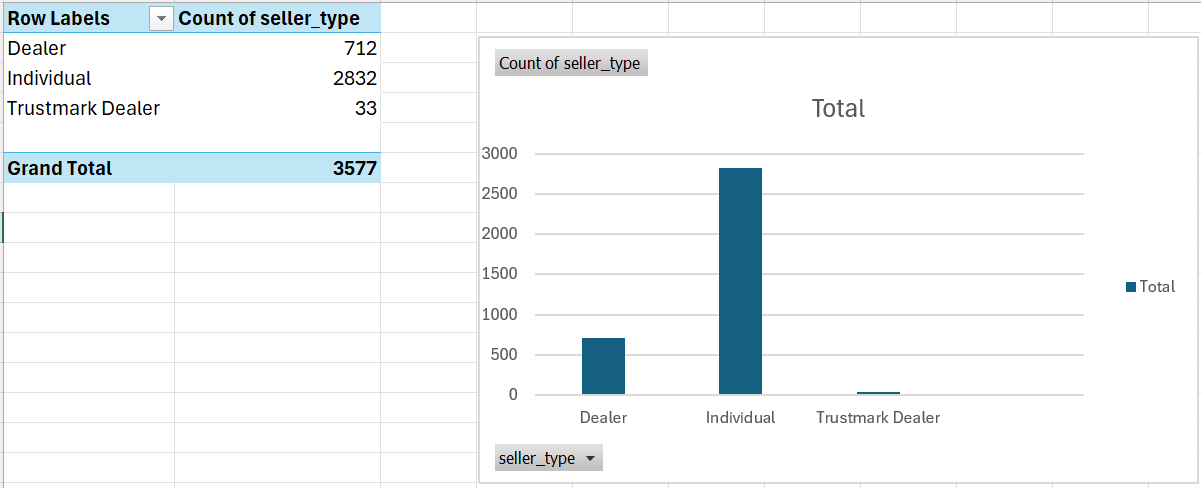 Row Labels Count of seller_type
Dealer 712
Individual 2832
Trustmark Dealer 33
Grand Total 3577
Count of seller_type
Total
3000
2500
2000
1500
1000
500
0
Dealer Individual Trustmark Dealer
Total
seller_type